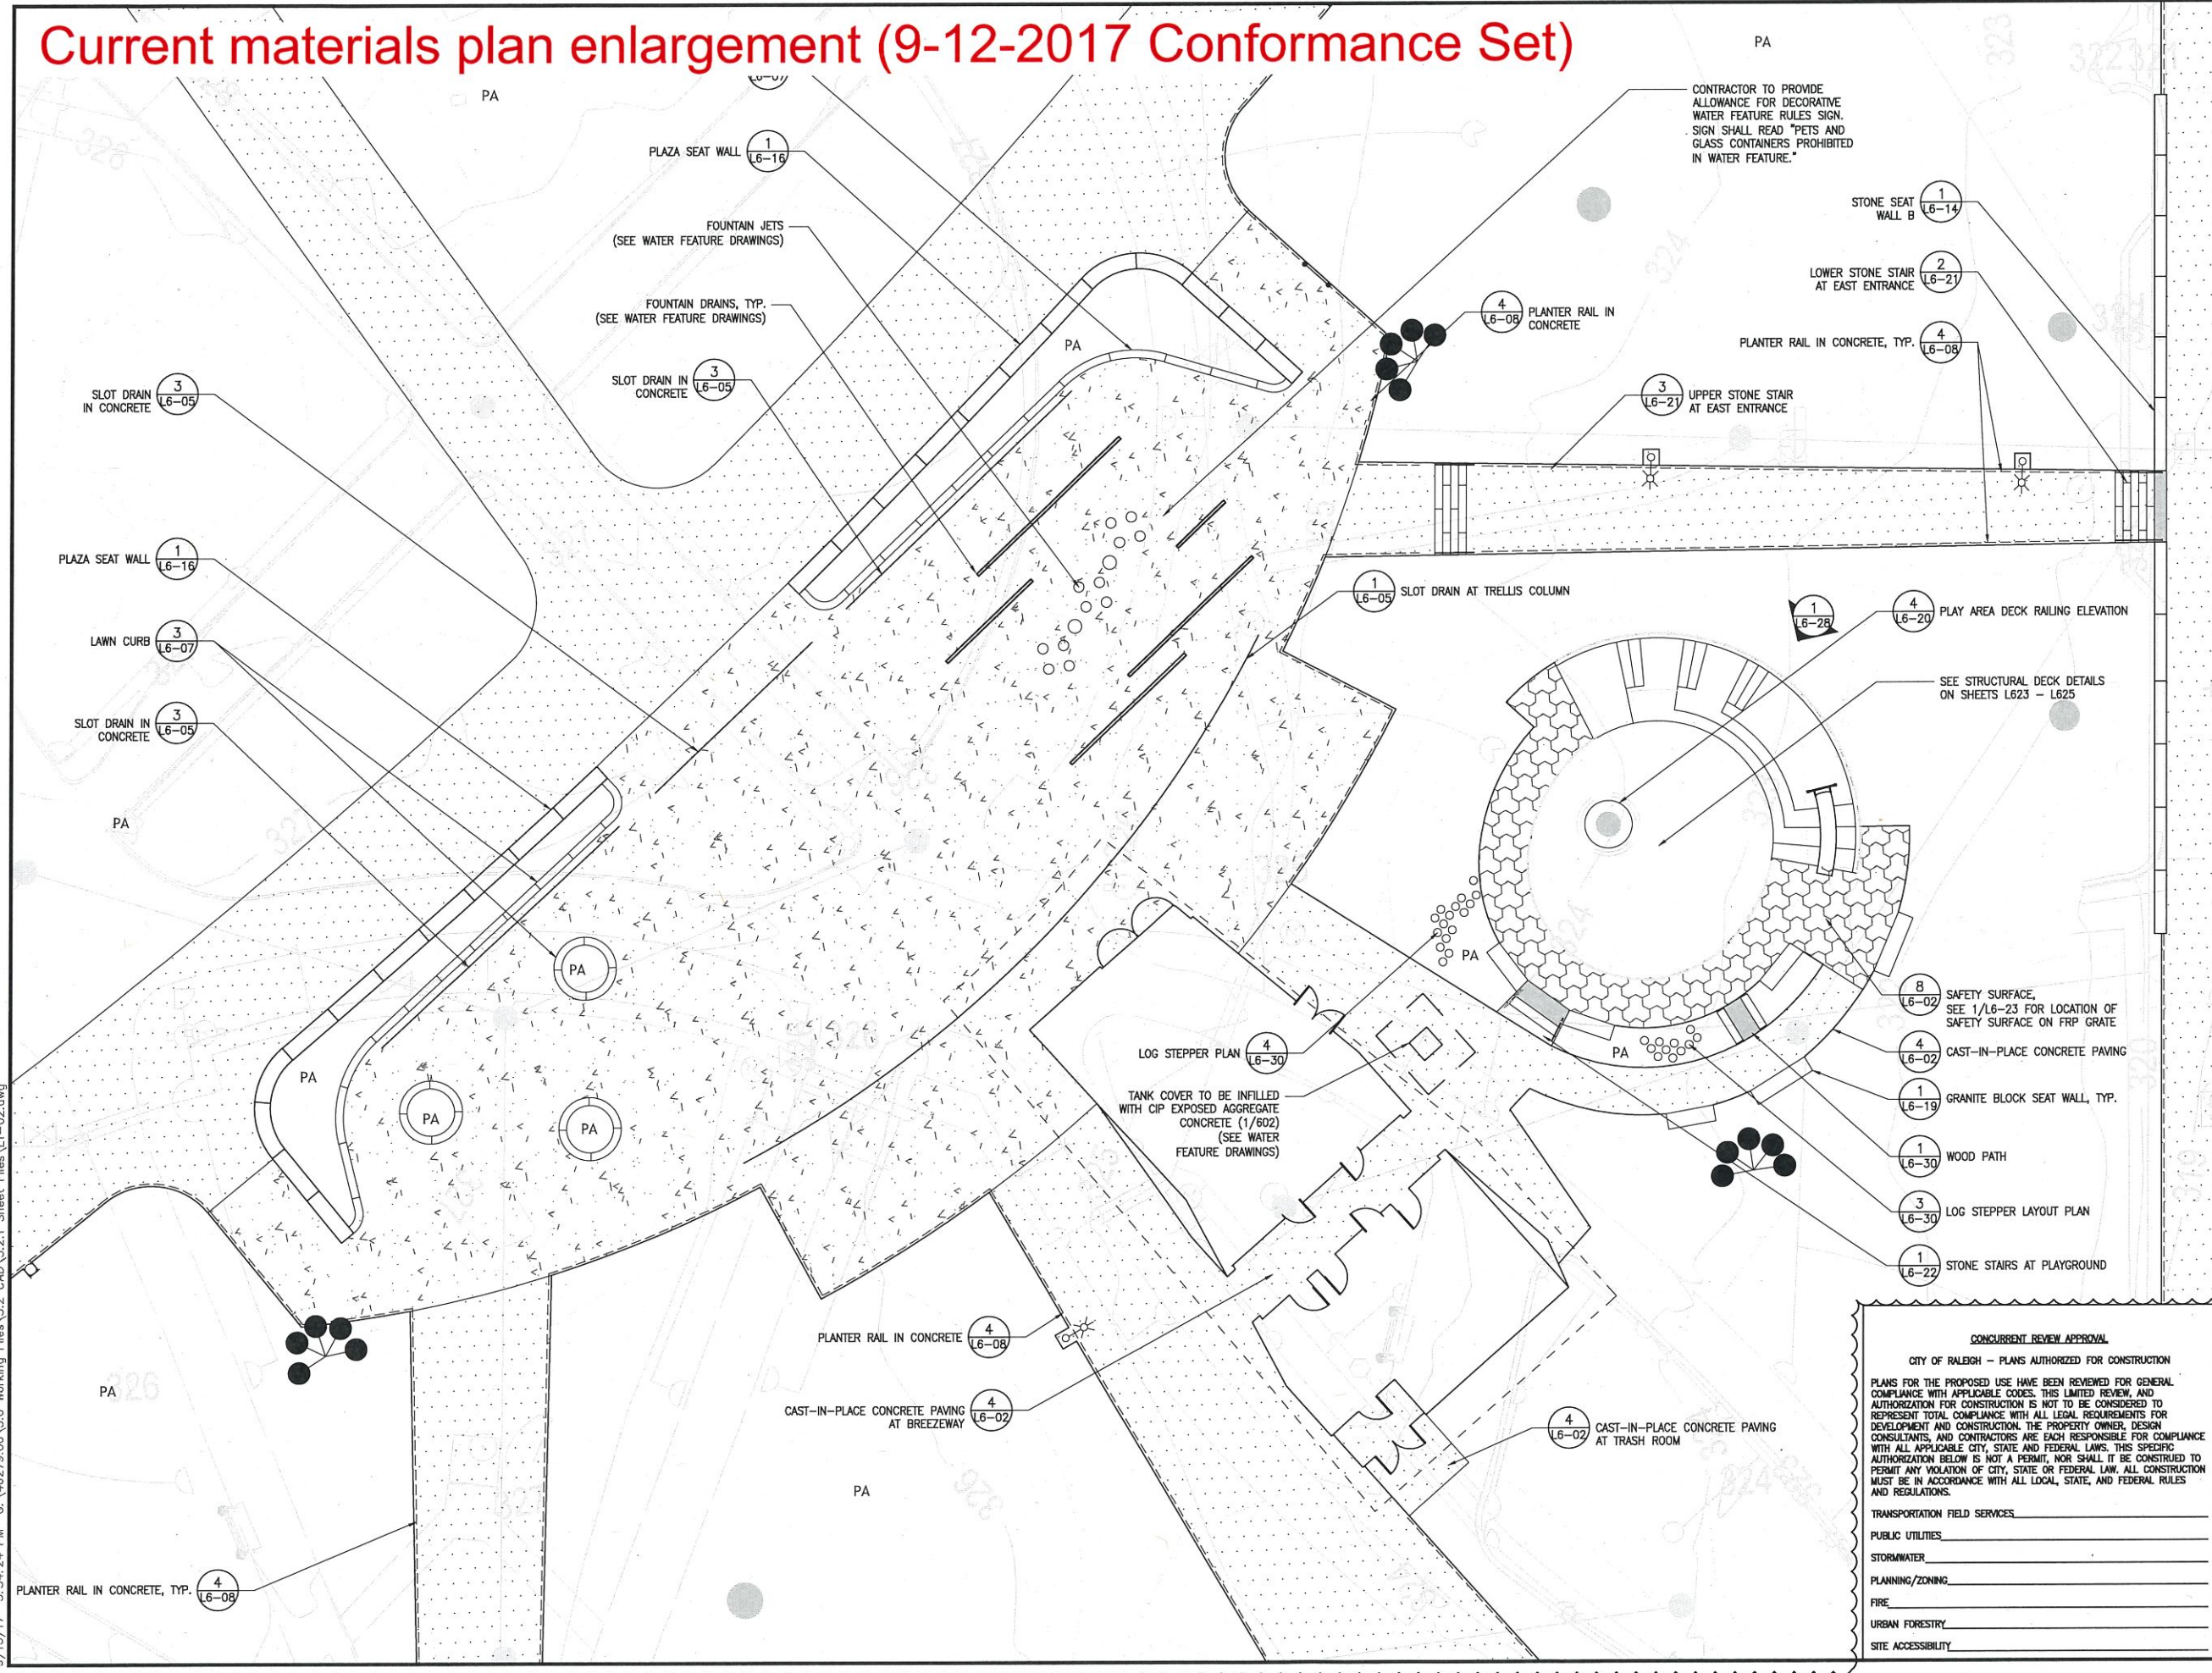 Current materials plan enlargement (9-12-2017 Conformance Set)
PA
PA
L6-07
PLAZA SEAT WALL 1
L6-16
FOUNTAIN JETS
(SEE WATER FEATURE DRAWINGS)
FOUNTAIN DRAINS, TYP.
(SEE WATER FEATURE DRAWINGS)
SLOT DRAIN IN
CONCRETE
3
L6-05
SLOT DRAIN
IN CONCRETE
3
L6-05
PLAZA SEAT WALL 1
L6-16
LAWN CURB 3
L6-07
SLOT DRAIN IN
CONCRETE
3
L6-05
PA
PA
CONTRACTOR TO PROVIDE
ALLOWANCE FOR DECORATIVE
WATER FEATURE RULES SIGN.
SIGN SHALL READ "PETS AND
GLASS CONTAINERS PROHIBITED
IN WATER FEATURE."
STONE SEAT
WALL B
1
L6-14
LOWER STONE STAIR
AT EAST ENTRANCE
2
L6-21
4
L6-08
PLANTER RAIL IN
CONCRETE
PLANTER RAIL IN CONCRETE, TYP. 4
L6-08
3
L6-21
UPPER STONE STAIR
AT EAST ENTRANCE
1
L6-05
SLOT DRAIN AT TRELLIS COLUMN
1
L6-28
4
L6-20
PLAY AREA DECK RAILING ELEVATION
SEE STRUCTURAL DECK DETAILS
ON SHEETS L623 – L625
PA
PA
PA
PA
PA
PA
LOG STEPPER PLAN 4
L6-30
TANK COVER TO BE INFILLED
WITH CIP EXPOSED AGGREGATE
CONCRETE (1/602)
(SEE WATER
FEATURE DRAWINGS)
8
L6-02
SAFETY SURFACE,
SEE 1/L6-23 FOR LOCATION OF
SAFETY SURFACE ON FRP GRATE
4
L6-02
CAST-IN-PLACE CONCRETE PAVING
1
L6-19
GRANITE BLOCK SEAT WALL, TYP.
1
L6-30
WOOD PATH
3
L6-30
LOG STEPPER LAYOUT PLAN
1
L6-22
STONE STAIRS AT PLAYGROUND
PLANTER RAIL IN CONCRETE 4
L6-08
CAST-IN-PLACE CONCRETE PAVING
AT BREEZEWAY
4
L6-02
4
L6-02
CAST-IN-PLACE CONCRETE PAVING
AT TRASH ROOM
PA
PA
PLANTER RAIL IN CONCRETE, TYP. 4
L6-08
326
326
328
324
324
323
CONCURRENT REVIEW APPROVAL
CITY OF RALEIGH – PLANS AUTHORIZED FOR CONSTRUCTION
PLANS FOR THE PROPOSED USE HAVE BEEN REVIEWED FOR GENERAL
COMPLIANCE WITH APPLICABLE CODES. THIS LIMITED REVIEW, AND
AUTHORIZATION FOR CONSTRUCTION IS NOT TO BE CONSIDERED TO
REPRESENT TOTAL COMPLIANCE WITH ALL LEGAL REQUIREMENTS FOR
DEVELOPMENT AND CONSTRUCTION. THE PROPERTY OWNER, DESIGN
CONSULTANTS, AND CONTRACTORS ARE EACH RESPONSIBLE FOR COMPLIANCE
WITH ALL APPLICABLE CITY, STATE AND FEDERAL LAWS. THIS SPECIFIC
AUTHORIZATION BELOW IS NOT A PERMIT, NOR SHALL IT BE CONSTRUED TO
PERMIT ANY VIOLATION OF CITY, STATE OR FEDERAL LAW. ALL CONSTRUCTION
MUST BE IN ACCORDANCE WITH ALL LOCAL, STATE, AND FEDERAL RULES
AND REGULATIONS.
TRANSPORTATION FIELD SERVICES
PUBLIC UTILITIES
STORMWATER
PLANNING/ZONING
FIRE
URBAN FORESTRY
SITE ACCESSIBILITY